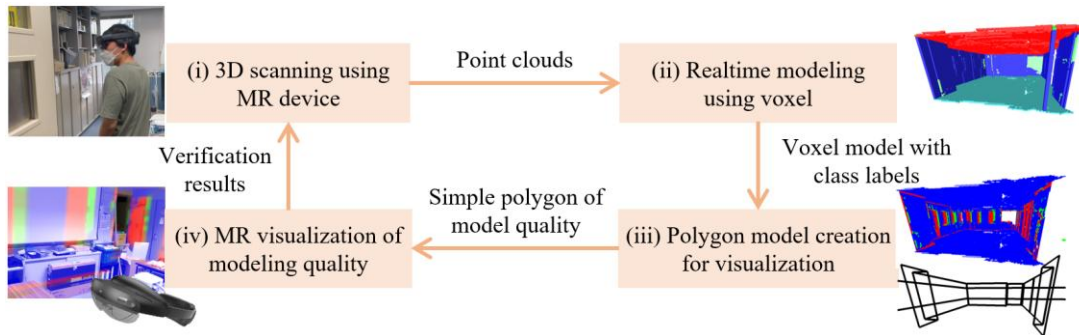 (i) 3D scanning using
MR device
Point clouds
(ii) Realtime modeling
using voxel
Verification
results
Voxel model with
class labels
Simple polygon of
model quality
(iv) MR visualization of
modeling quality
(iii) Polygon model creation
for visualization